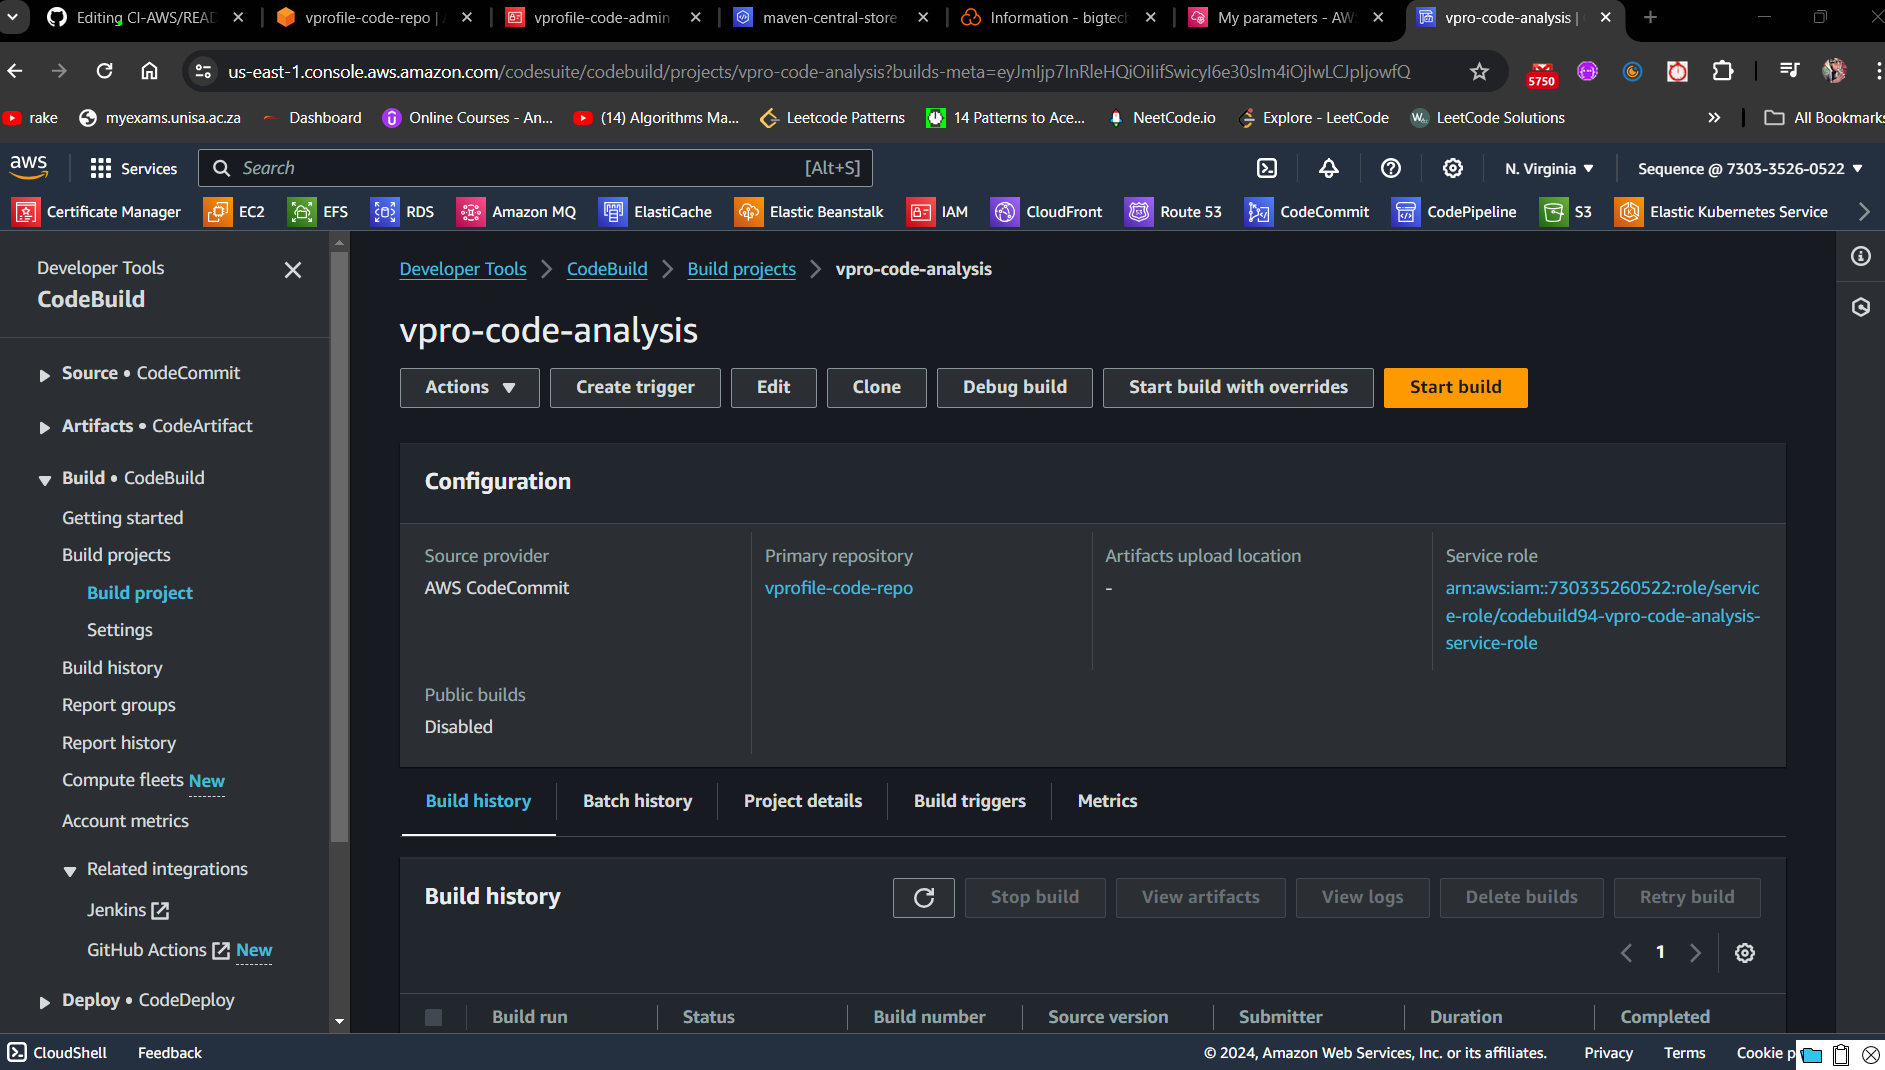 Editing CI-AWS/READ
vprofile-code-repo | A
vprofile-code-admin
maven-central-store
Information - bigtech
My parameters - AWS
vpro-code-analysis |
us-east-1.console.aws.amazon.com/codesuite/codebuild/projects/vpro-code-analysis?builds-meta=eyJmIjp7InRleHQiOiIifSwicyI6e30sIm4iOjIwLCJpIjowfQ
5750
rake
myexams.unisa.ac.za
Dashboard
Online Courses - An...
(14) Algorithms Ma...
Leetcode Patterns
14 Patterns to Ace...
NeetCode.io
Explore - LeetCode
LeetCode Solutions
All Bookmarks
aws
Services
Search
[Alt+S]
N. Virginia
Sequence @ 7303-3526-0522
Certificate Manager
EC2
EFS
RDS
Amazon MQ
ElastiCache
Elastic Beanstalk
IAM
CloudFront
Route 53
CodeCommit
CodePipeline
S3
Elastic Kubernetes Service
Developer Tools
CodeBuild
Source • CodeCommit
Artifacts • CodeArtifact
Build • CodeBuild
Getting started
Build projects
Build project
Settings
Build history
Report groups
Report history
Compute fleets New
Account metrics
Related integrations
Jenkins
GitHub Actions New
Deploy • CodeDeploy
Developer Tools > CodeBuild > Build projects > vpro-code-analysis
vpro-code-analysis
Actions
Create trigger
Edit
Clone
Debug build
Start build with overrides
Start build
Configuration
Source provider
AWS CodeCommit
Primary repository
vprofile-code-repo
Artifacts upload location
-
Service role
arn:aws:iam::730335260522:role/servic
e-role/codebuild94-vpro-code-analysis-
service-role
Public builds
Disabled
Build history
Batch history
Project details
Build triggers
Metrics
Build history
Stop build
View artifacts
View logs
Delete builds
Retry build
1
Build run
Status
Build number
Source version
Submitter
Duration
Completed
CloudShell
Feedback
© 2024, Amazon Web Services, Inc. or its affiliates.
Privacy
Terms
Cookie p